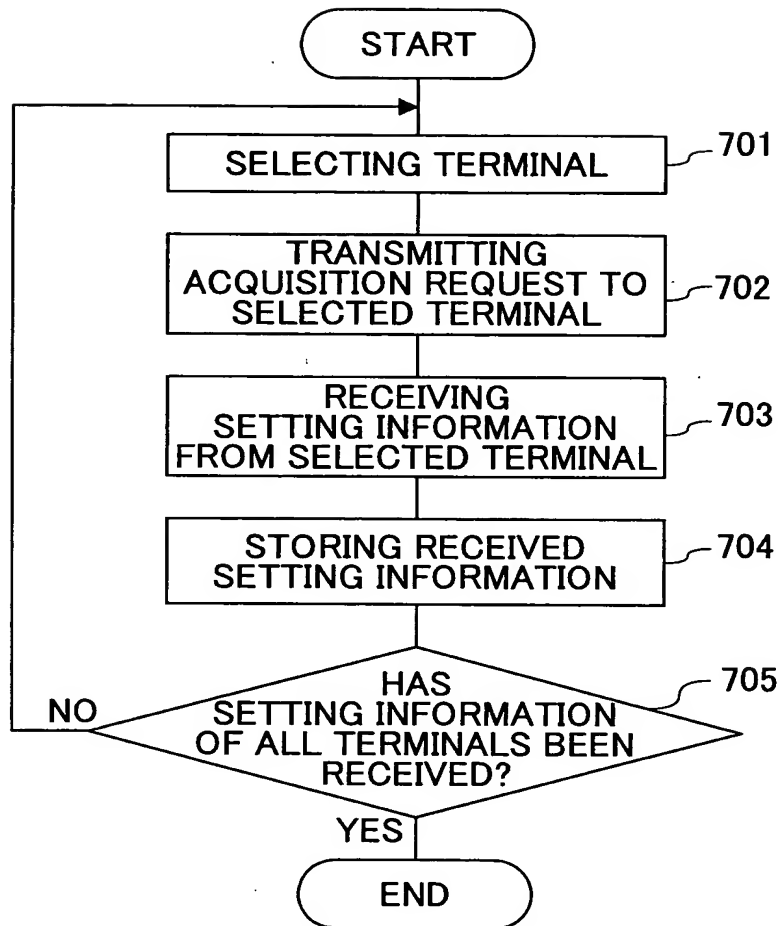 START
SELECTING TERMINAL
701
TRANSMITTING
ACQUISITION REQUEST TO
SELECTED TERMINAL
702
RECEIVING
SETTING INFORMATION
FROM SELECTED TERMINAL
703
STORING RECEIVED
SETTING INFORMATION
704
HAS
SETTING INFORMATION
OF ALL TERMINALS BEEN
RECEIVED?
705
NO
YES
END